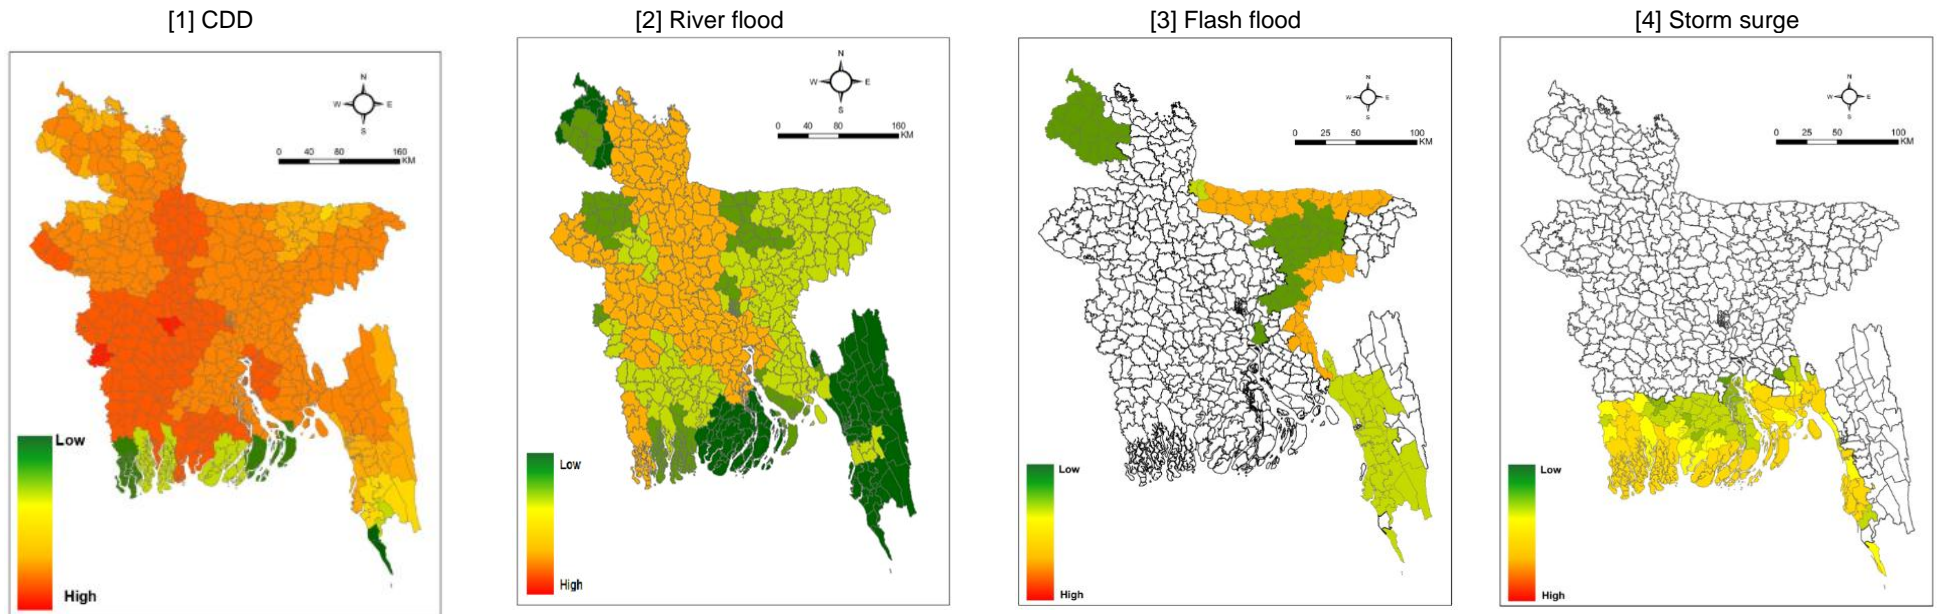 [1] CDD
[2] River flood
[3] Flash flood
[4] Storm surge
N
W E
S
0 40 80 160
KM
Low
High
N
W E
S
0 40 80 160
KM
Low
High
N
W E
S
0 25 50 100
KM
Low
High
N
W E
S
0 25 50 100
KM
Low
High